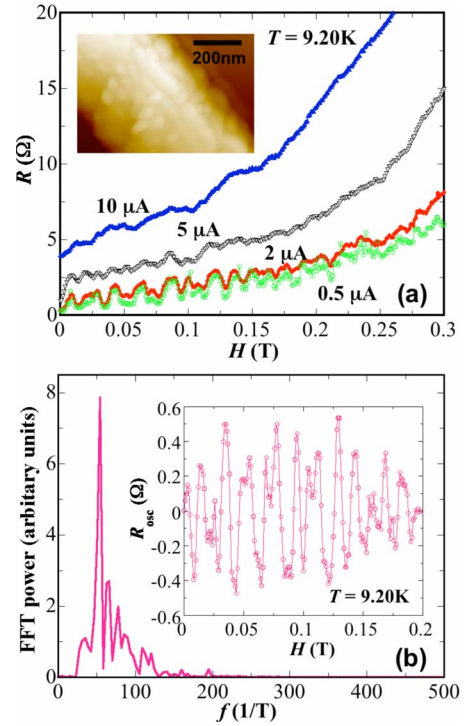 20
15
10
5
0
R (Ω)
T = 9.20K
200nm
10 μA
5 μA
2 μA
0.5 μA
(a)
0 0.05 0.1 0.15 0.2 0.25 0.3
H (T)
8
6
4
2
0
FFT power (arbitary units)
0.6
0.4
0.2
0
-0.2
-0.4
-0.6
Rosc (Ω)
T = 9.20K
0 0.05 0.1 0.15 0.2
H (T)
(b)
0 100 200 300 400 500
f (1/T)